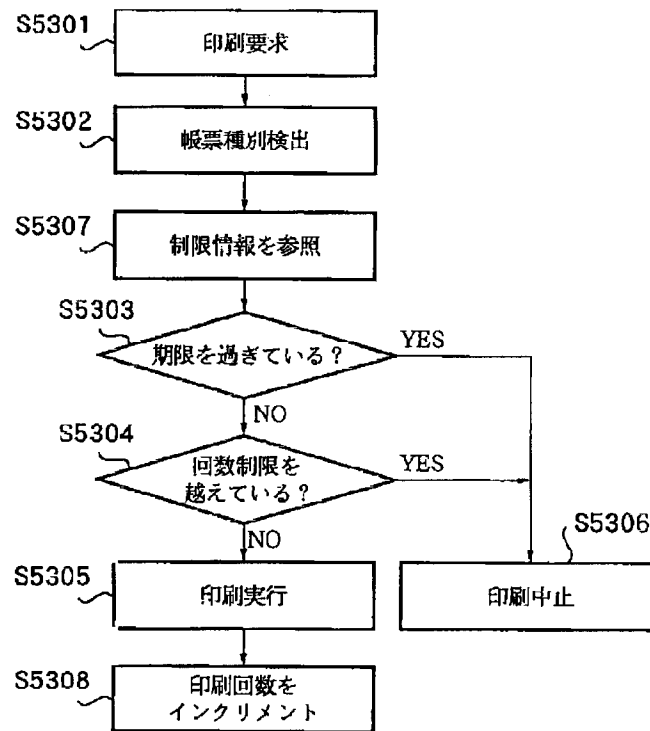 S5301
印刷要求
S5302
帳票種別検出
S5307
制限情報を参照
S5303
期限を過ぎている？
YES
NO
S5304
回数制限を
越えている？
YES
NO
S5305
印刷実行
S5306
印刷中止
S5308
印刷回数を
インクリメント